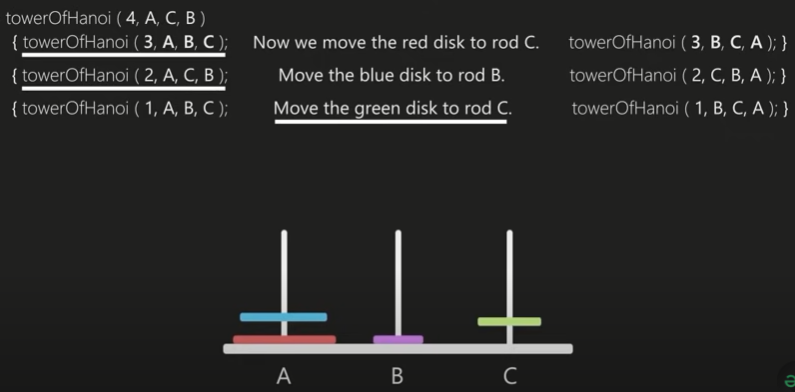 towerOfHanoi ( 4, A, C, B )
{ towerOfHanoi ( 3, A, B, C ); Now we move the red disk to rod C. towerOfHanoi ( 3, B, C, A ); }
{ towerOfHanoi ( 2, A, C, B ); Move the blue disk to rod B. towerOfHanoi ( 2, C, B, A ); }
{ towerOfHanoi ( 1, A, B, C ); Move the green disk to rod C. towerOfHanoi ( 1, B, C, A ); }
A B C